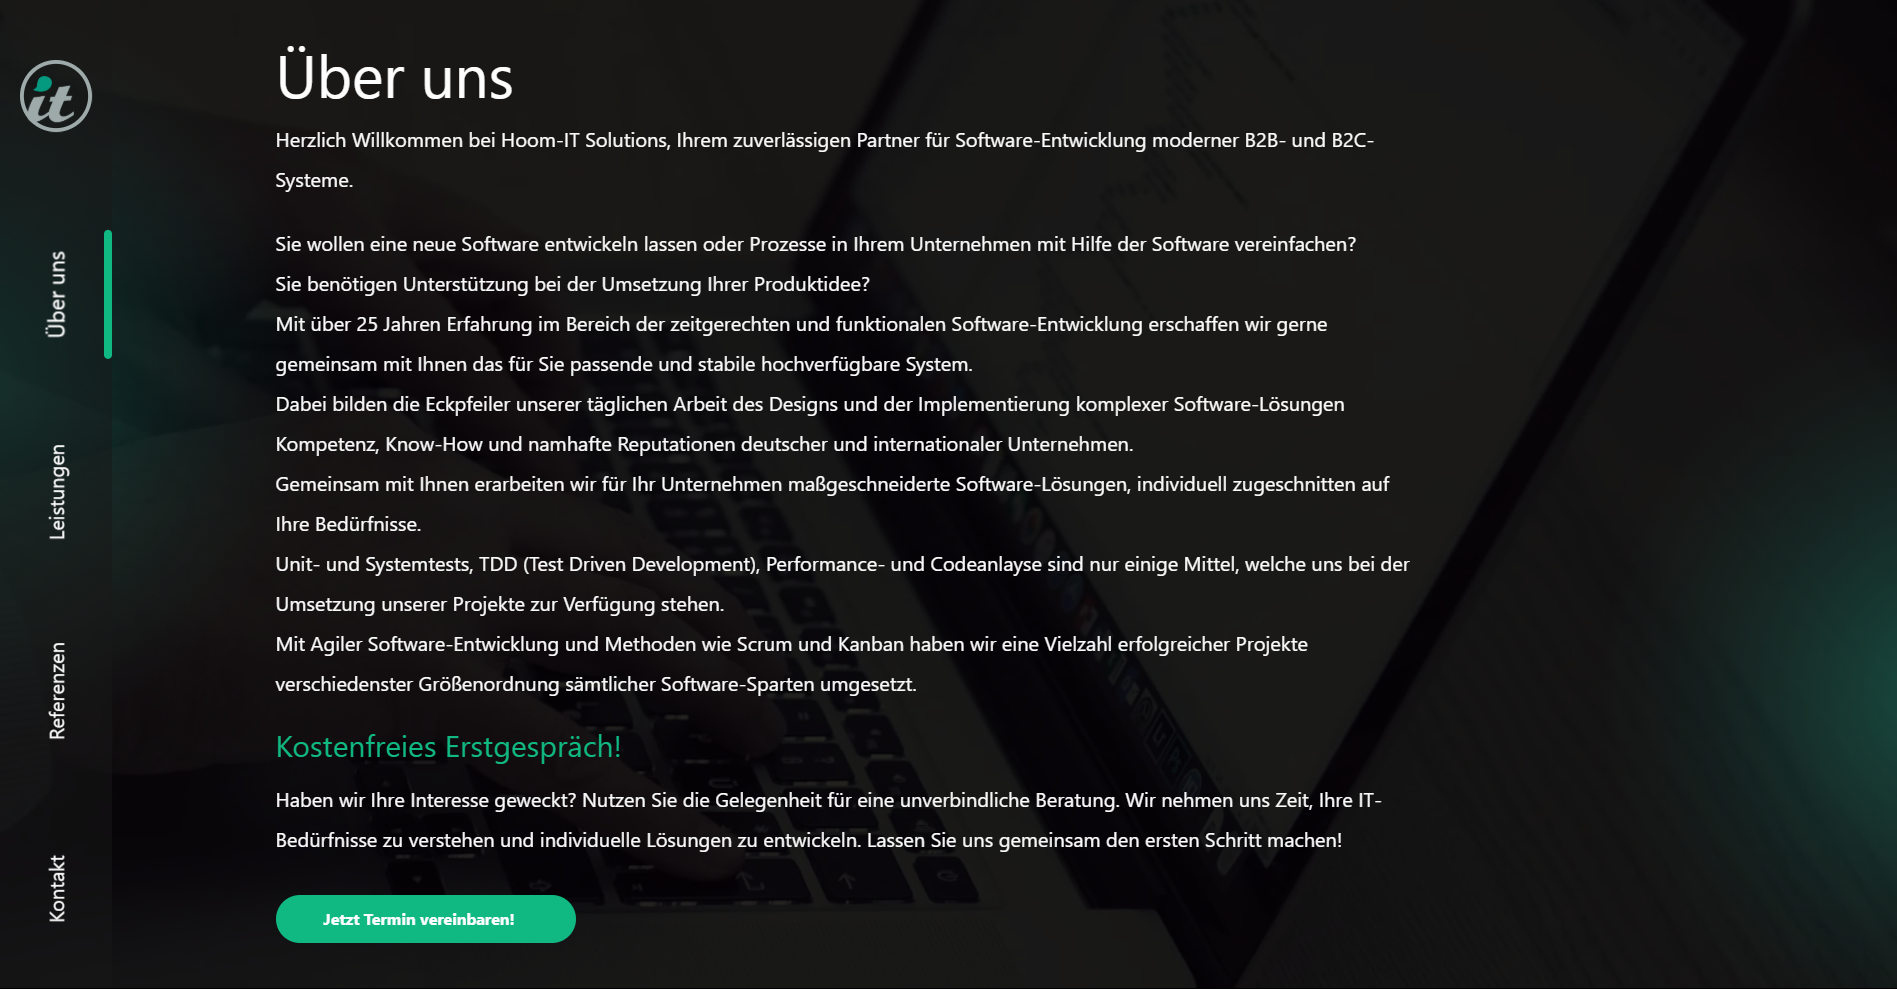 it
Über uns
Herzlich Willkommen bei Hoom-IT Solutions, Ihrem zuverlässigen Partner für Software-Entwicklung moderner B2B- und B2C-
Systeme.
Sie wollen eine neue Software entwickeln lassen oder Prozesse in Ihrem Unternehmen mit Hilfe der Software vereinfachen?
Sie benötigen Unterstützung bei der Umsetzung Ihrer Produktidee?
Mit über 25 Jahren Erfahrung im Bereich der zeitgerechten und funktionalen Software-Entwicklung erschaffen wir gerne
gemeinsam mit Ihnen das für Sie passende und stabile hochverfügbare System.
Dabei bilden die Eckpfeiler unserer täglichen Arbeit des Designs und der Implementierung komplexer Software-Lösungen
Kompetenz, Know-How und namhafte Reputationen deutscher und internationaler Unternehmen.
Gemeinsam mit Ihnen erarbeiten wir für Ihr Unternehmen maßgeschneiderte Software-Lösungen, individuell zugeschnitten auf
Ihre Bedürfnisse.
Unit- und Systemtests, TDD (Test Driven Development), Performance- und Codeanlayse sind nur einige Mittel, welche uns bei der
Umsetzung unserer Projekte zur Verfügung stehen.
Mit Agiler Software-Entwicklung und Methoden wie Scrum und Kanban haben wir eine Vielzahl erfolgreicher Projekte
verschiedenster Größenordnung sämtlicher Software-Sparten umgesetzt.
Kostenfreies Erstgespräch!
Haben wir Ihre Interesse geweckt? Nutzen Sie die Gelegenheit für eine unverbindliche Beratung. Wir nehmen uns Zeit, Ihre IT-
Bedürfnisse zu verstehen und individuelle Lösungen zu entwickeln. Lassen Sie uns gemeinsam den ersten Schritt machen!
Jetzt Termin vereinbaren!
Über uns
Leistungen
Referenzen
Kontakt